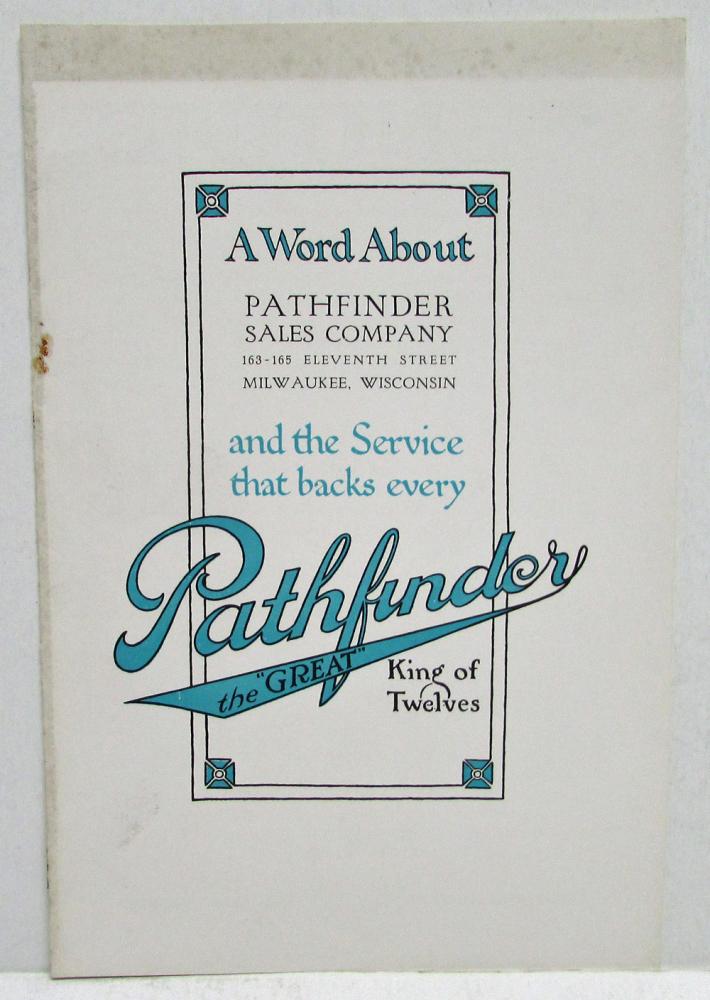 A Word About
PATHFINDER
SALES COMPANY
163-165 ELEVENTH STREET
MILWAUKEE, WISCONSIN
and the Service
that backs every
Pathfinder
the "GREAT"
King of
Twelves